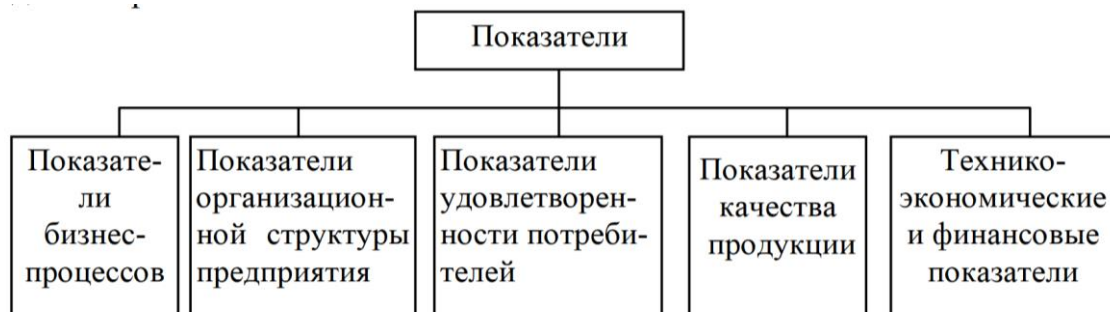 Показатели
Показате-
ли
бизнес-
процессов
Показатели
организацион-
ной структуры
предприятия
Показатели
удовлетворен-
ности потреби-
телей
Показатели
качества
продукции
Технико-
экономические
и финансовые
показатели